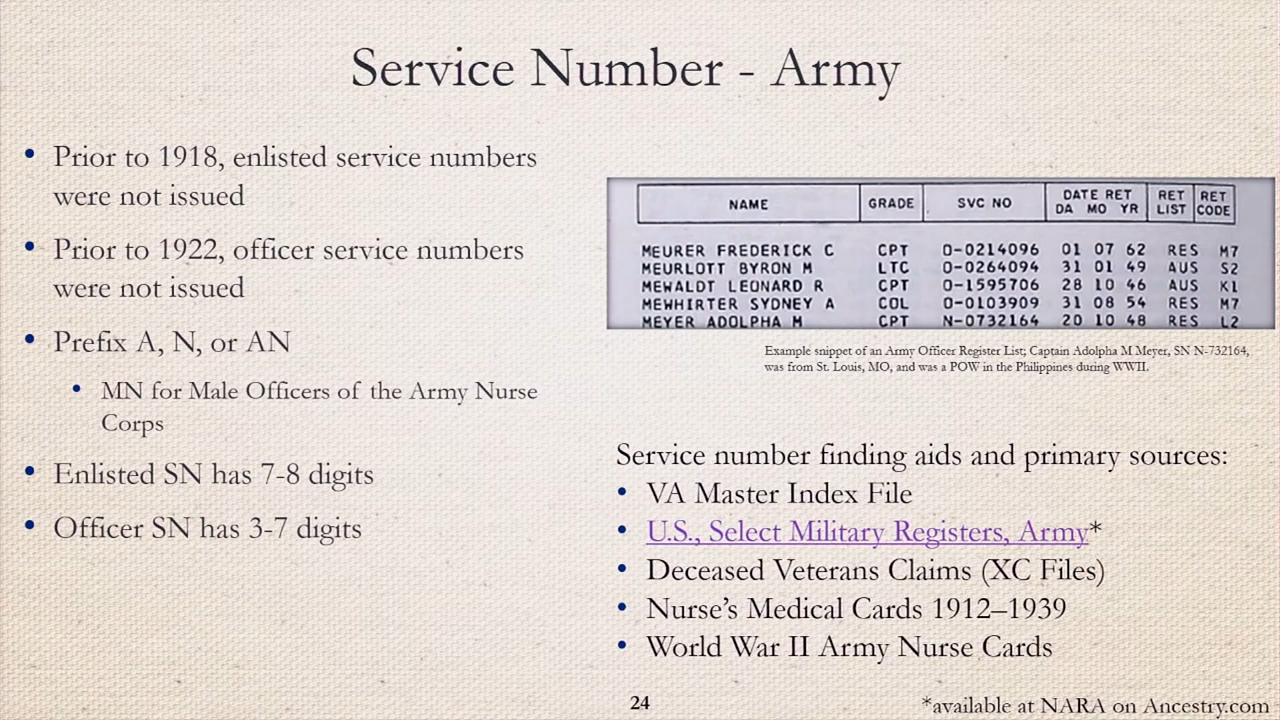 Service Number - Army
• Prior to 1918, enlisted service numbers
were not issued
• Prior to 1922, officer service numbers
were not issued
• Prefix A, N, or AN
• MN for Male Officers of the Army Nurse
Corps
• Enlisted SN has 7-8 digits
• Officer SN has 3-7 digits
NAME GRADE SVC NO DATE RET DA MO YR RET LIST RET CODE
MEURER FREDERICK C CPT O-0214096 01 07 62 RES M7
MEURLOTT BYRON M LTC O-0264094 31 01 49 AUS S2
MEWALDT LEONARD R CPT O-1595706 28 10 46 AUS K1
MEWHIRTER SYDNEY A COL O-0103909 31 08 54 RES M7
MEYER ADOLPHA M CPT N-0732164 20 10 48 RES L2
Example snippet of an Army Officer Register List; Captain Adolpha M Meyer, SN N-732164,
was from St. Louis, MO, and was a POW in the Philippines during WWII.
Service number finding aids and primary sources:
• VA Master Index File
• U.S., Select Military Registers, Army*
• Deceased Veterans Claims (XC Files)
• Nurse’s Medical Cards 1912–1939
• World War II Army Nurse Cards
24
*available at NARA on Ancestry.com